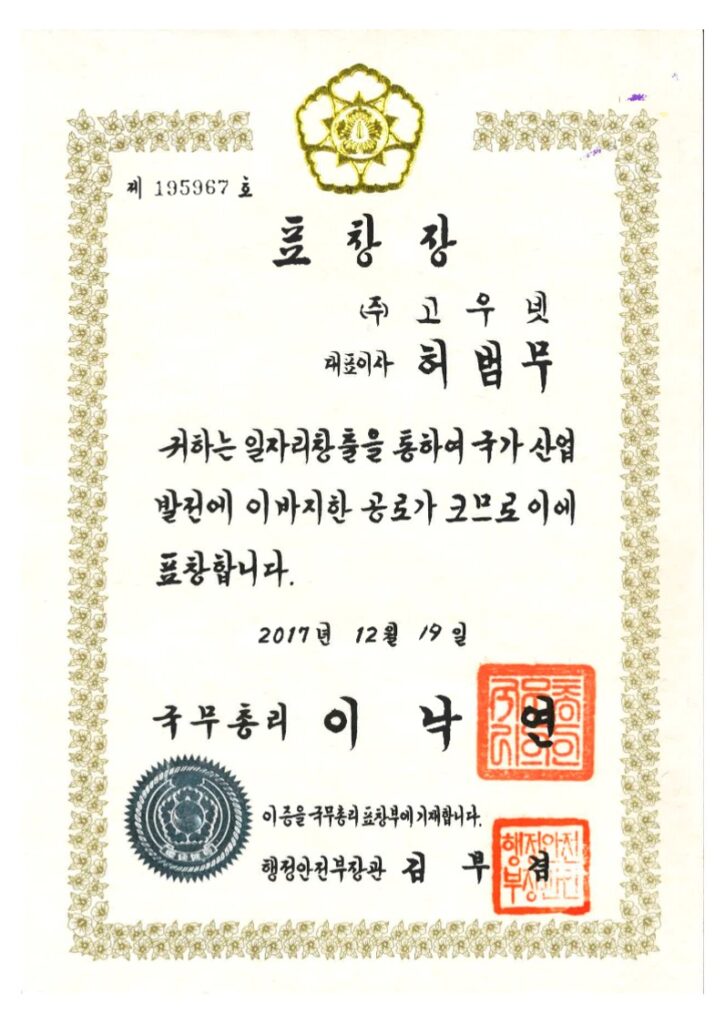 제 195967 호
표 창 장
(주) 고 우 넷
대표이사 허 범 무
귀하는 일자리창출을 통하여 국가 산업
발전에 이바지한 공로가 크므로 이에
표창합니다.
2017년 12월 19일
국무총리 이 낙 연
이 증을 국무총리 표창부에 기재합니다.
행정안전부장관 김 부 겸